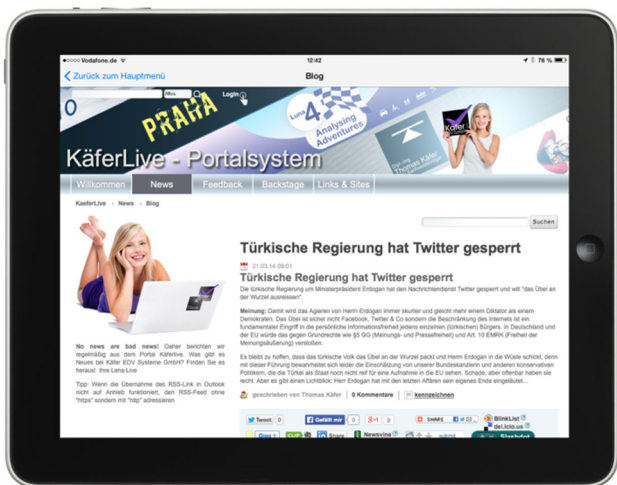 Vodafone.de
12:42
76 %
Zurück zum Hauptmenü
Blog
Alles
Login
PRAHA
Luna
4
Analysing
Adventures
Käfer
Dipl.-Ing.
Thomas Käfer
Sachverständiger
KäferLive - Portalsystem
Willkommen
News
Feedback
Backstage
Links & Sites
KaeferLive › News › Blog
Suchen
Türkische Regierung hat Twitter gesperrt
21.03.14 09:01
Türkische Regierung hat Twitter gesperrt
Die türkische Regierung um Ministerpräsident Erdogan hat den Nachrichtendienst Twitter gesperrt und will "das Übel an
der Wurzel ausreissen".
Meinung: Damit wird das Agieren von Herrn Erdogan immer skurriler und gleicht mehr einem Diktator als einem
Demokraten. Das Übel ist sicher nicht Facebook, Twitter & Co sondern die Beschränkung des Internets ist ein
fundamentaler Eingriff in die persönliche Informationsfreiheit jedens einzelnen (türkischen) Bürgers. In Deutschland und
der EU würde das gegen Grundrechte wie §5 GG (Meinungs- und Pressefreiheit) und Art. 10 EMRK (Freiheit der
Meinungsäußerung) verstoßen.
Es bleibt zu hoffen, dass das türkische Volk das Übel an der Wurzel packt und Herrn Erdogan in die Wüste schickt, denn
mit dieser Führung bewahrheitet sich leider die Einschätzung von unserer Bundeskanzlerin und anderen konservativen
Politikern, die die Türkei als Staat noch nicht reif für eine Aufnahme in die EU sehen. Schade, aber offenbar haben sie
recht. Aber es gibt einen Lichtblick: Herr Erdogan hat mit den letzten Affären sein eigenes Ende eingeläutet...
geschrieben von Thomas Käfer | 0 Kommentare | kennzeichnen
No news are bad news! Daher berichten wir
regelmäßig aus dem Portal Käferlive. Was gibt es
Neues bei Käfer EDV Systeme GmbH? Finden Sie es
heraus! Ihre Lena Live
Tipp: Wenn die Übernahme des RSS-Link in Outlook
nicht auf Anhieb funktioniert, den RSS-Feed ohne
"https" sondern mit "http" adressieren
Tweet 0
Gefällt mir 0
+1 0
SHARE
BlinkList
del.icio.us
Digg
Share
Newsvine
submit
Slashdot